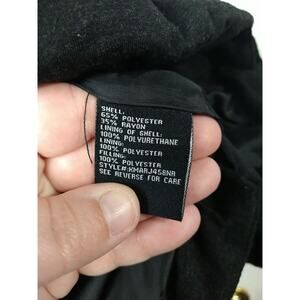 SHELL:
65% POLYESTER
35% RAYON
LINING OF SHELL:
100% POLYURETHANE
LINING:
100% POLYESTER
FILLING:
100% POLYESTER
STYLE#:KMARJ458NR
SEE REVERSE FOR CARE